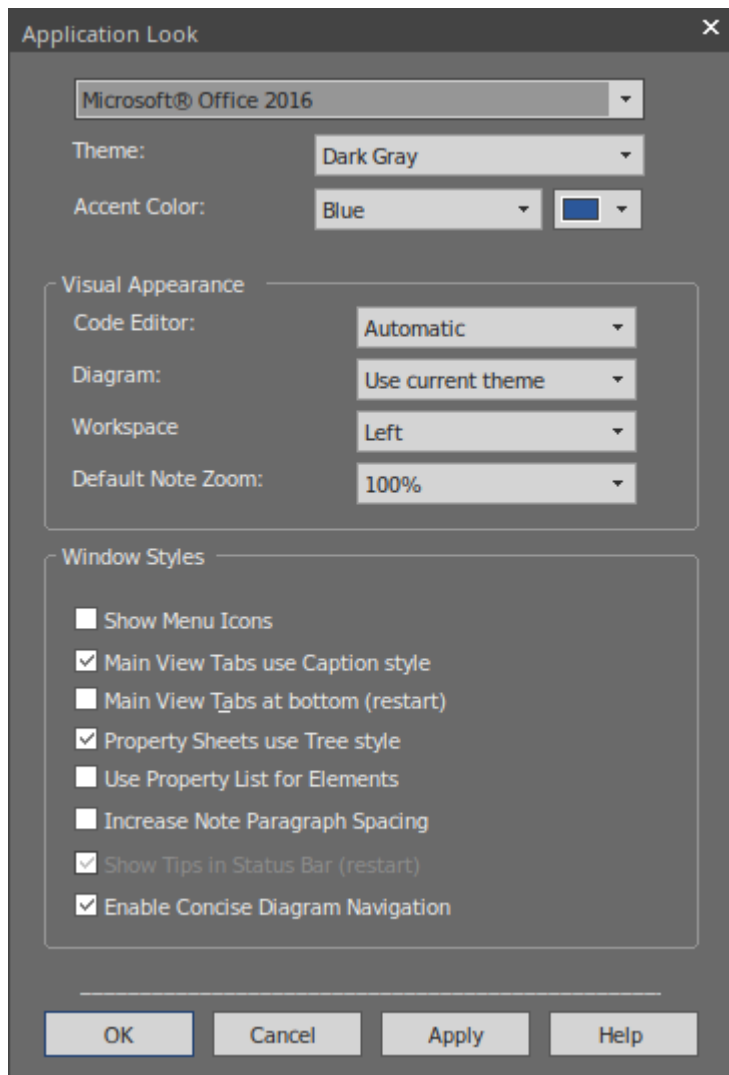 Application Look
Microsoft® Office 2016
Theme: Dark Gray
Accent Color: Blue
Visual Appearance
Code Editor: Automatic
Diagram: Use current theme
Workspace Left
Default Note Zoom: 100%
Window Styles
Show Menu Icons
Main View Tabs use Caption style
Main View Tabs at bottom (restart)
Property Sheets use Tree style
Use Property List for Elements
Increase Note Paragraph Spacing
Show Tips in Status Bar (restart)
Enable Concise Diagram Navigation
OK Cancel Apply Help